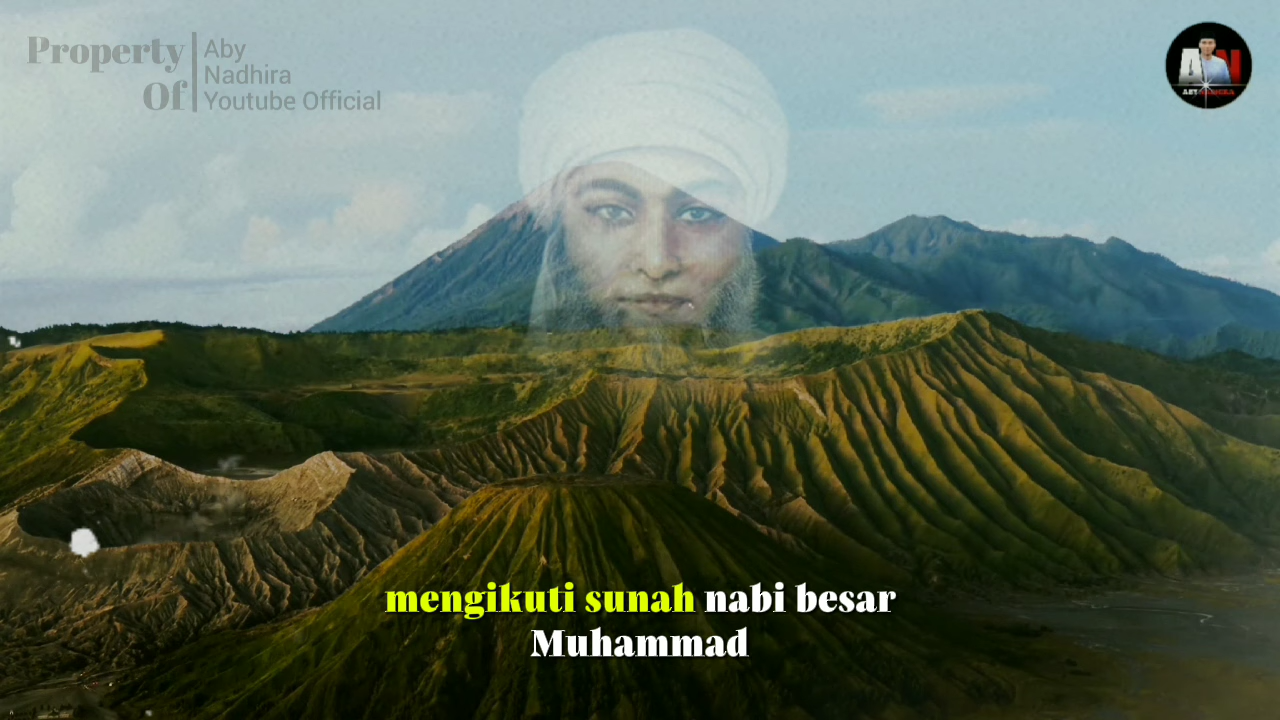 Property
Of
Aby
Nadhira
Youtube Official
mengikuti sunah nabi besar
Muhammad